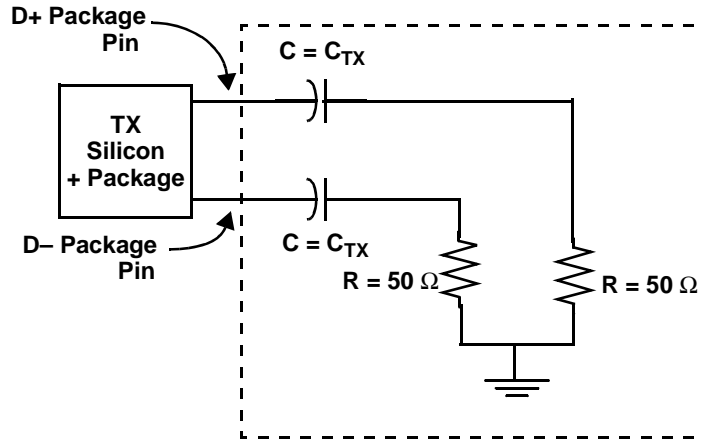 D+ Package
Pin
C = CTX
TX
Silicon
+ Package
D– Package
Pin
C = CTX
R = 50 Ω
R = 50 Ω